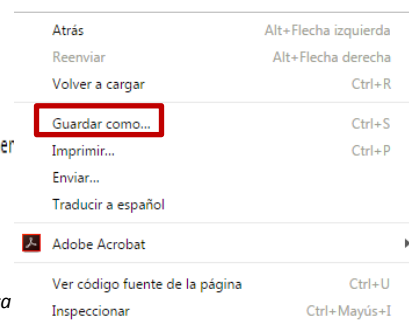 Atrás Alt+Flecha izquierda
Reenviar Alt+Flecha derecha
Volver a cargar Ctrl+R
Guardar como... Ctrl+S
Imprimir... Ctrl+P
Enviar...
Traducir a español
Adobe Acrobat
Ver código fuente de la página Ctrl+U
Inspeccionar Ctrl+Mayús+I